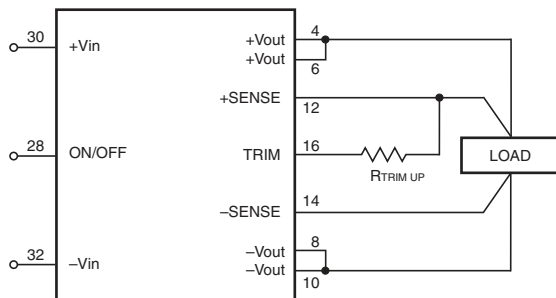 30
+Vin
+Vout
4
+Vout
6
+SENSE
12
28
ON/OFF
TRIM
16
RTRIM UP
LOAD
–SENSE
14
32
–Vin
–Vout
8
–Vout
10